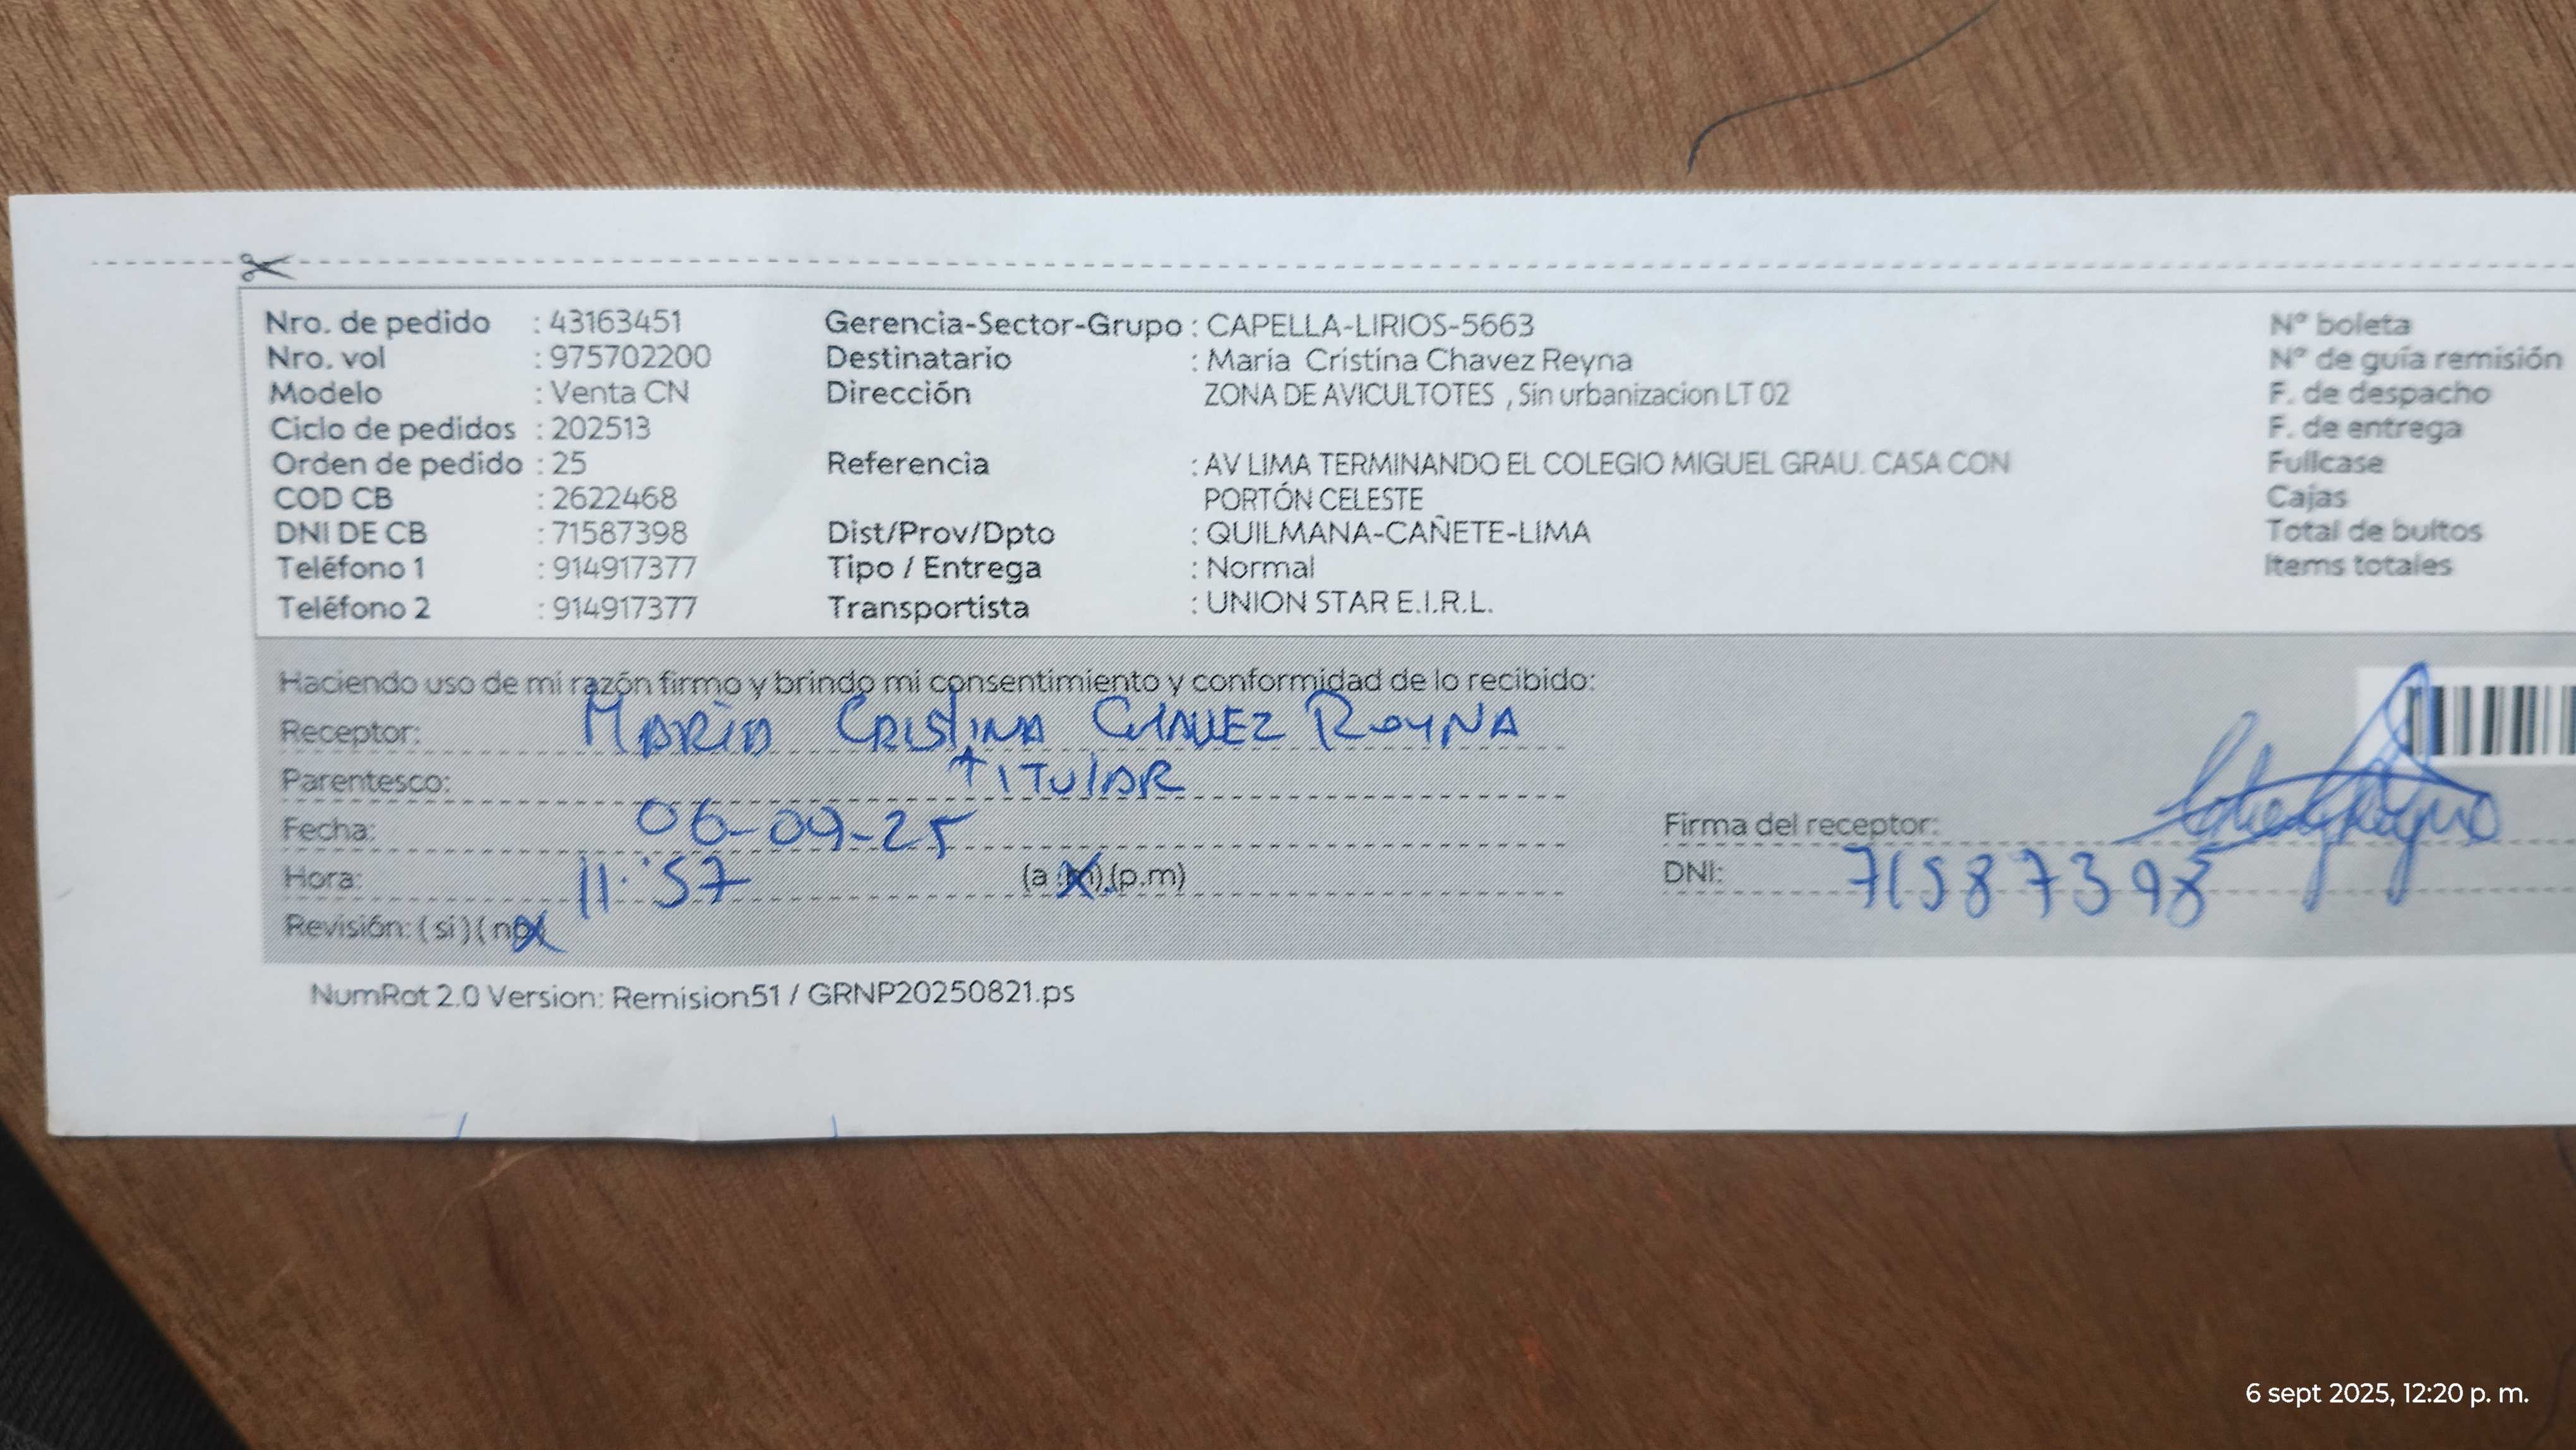 Nro. de pedido : 43163451
Nro. vol : 975702200
Modelo : Venta CN
Ciclo de pedidos : 202513
Orden de pedido : 25
COD CB : 2622468
DNI DE CB : 71587398
Teléfono 1 : 914917377
Teléfono 2 : 914917377
Gerencia-Sector-Grupo : CAPELLA-LIRIOS-5663
Destinatario : Maria Cristina Chavez Reyna
Dirección ZONA DE AVICULTOTES , Sin urbanizacion LT 02
Referencia : AV LIMA TERMINANDO EL COLEGIO MIGUEL GRAU. CASA CON
PORTÓN CELESTE
Dist/Prov/Dpto : QUILMANA-CAÑETE-LIMA
Tipo / Entrega : Normal
Transportista : UNION STAR E.I.R.L.
N° boleta
N° de guía remisión
F. de despacho
F. de entrega
Fullcase
Cajas
Total de bultos
Items totales
Haciendo uso de mi razón firmo y brindo mi consentimiento y conformidad de lo recibido:
Receptor: MARIA CRISTINA CHAVEZ REYNA
Parentesco: TITULAR
Fecha: 06-09-25
Hora: 11:57 (a.m).(p.m)
Revisión: ( si ) ( no )
Firma del receptor:
DNI: 71587398
NumRot 2.0 Version: Remision51 / GRNP20250821.ps
6 sept 2025, 12:20 p. m.